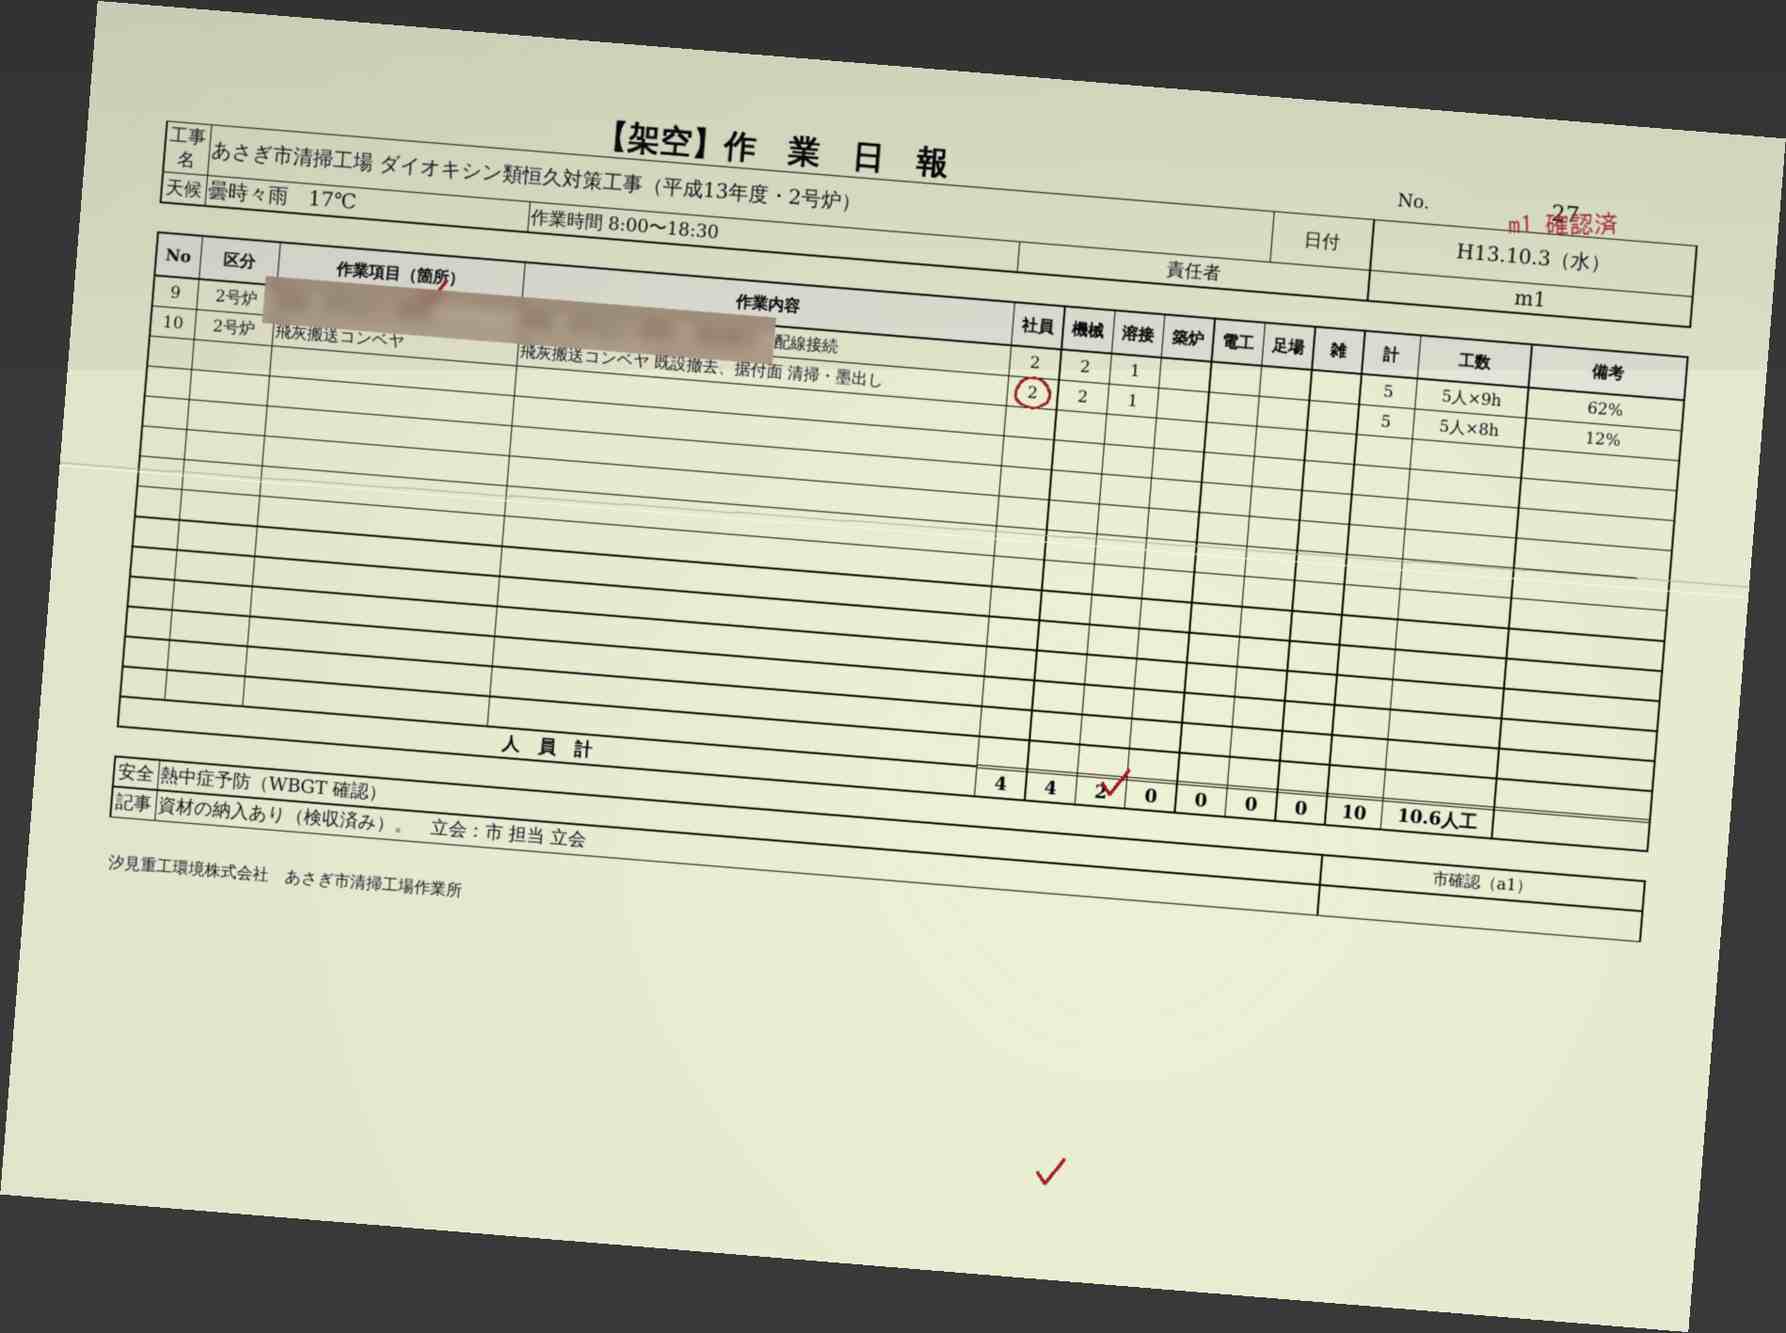 【架空】作 業 日 報
No. 27
m1 確認済
工事名 あさぎ市清掃工場 ダイオキシン類恒久対策工事（平成13年度・2号炉） 日付 H13.10.3（水）
天候 曇時々雨 17℃ 作業時間 8:00〜18:30 責任者 m1
No 区分 作業項目（箇所） 作業内容 社員 機械 溶接 築炉 電工 足場 雑 計 工数 備考
9 2号炉 配線接続 2 2 1 5 5人×9h 62%
10 2号炉 飛灰搬送コンベヤ 飛灰搬送コンベヤ 既設撤去、据付面 清掃・墨出し 2 2 1 5 5人×8h 12%
人 員 計 4 4 2 0 0 0 0 10 10.6人工
安全 熱中症予防（WBGT 確認） 市確認（a1）
記事 資材の納入あり（検収済み）。 立会：市 担当 立会
汐見重工環境株式会社 あさぎ市清掃工場作業所